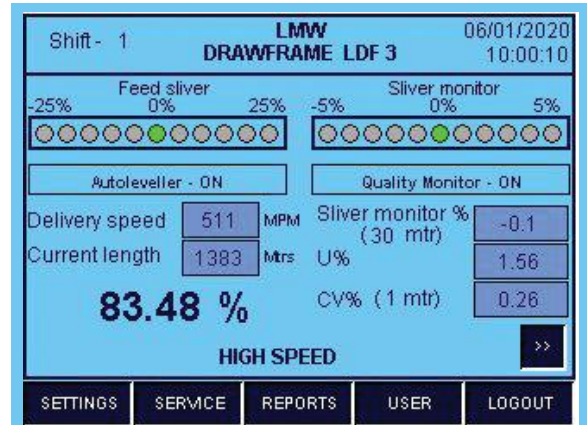 Shift - 1
LMW
DRAWFRAME LDF 3
06/01/2020
10:00:10
Feed sliver
-25% 0% 25%
Sliver monitor
-5% 0% 5%
Autoleveller - ON
Quality Monitor - ON
Delivery speed 511 MPM
Current length 1383 Mtrs
83.48 %
Sliver monitor % -0.1
(30 mtr)
U% 1.56
CV% (1 mtr) 0.26
>>
HIGH SPEED
SETTINGS SERVICE REPORTS USER LOGOUT